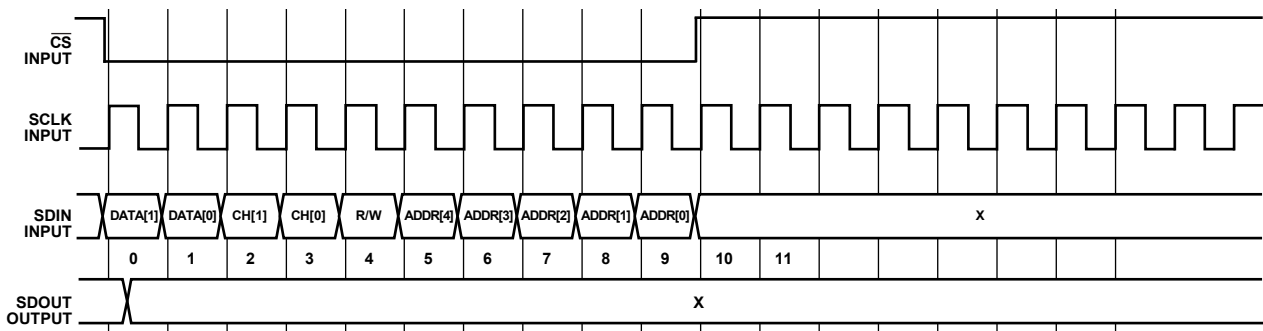 CS
INPUT
SCLK
INPUT
SDIN
INPUT
DATA[1] DATA[0] CH[1] CH[0] R/W ADDR[4] ADDR[3] ADDR[2] ADDR[1] ADDR[0] X
0 1 2 3 4 5 6 7 8 9 10 11
SDOUT
OUTPUT
X